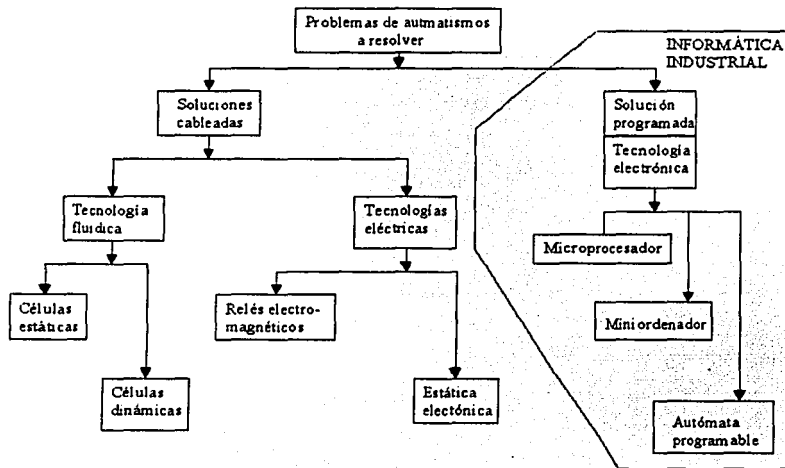 Problemas de autmatismos
a resolver
INFORMÁTICA
INDUSTRIAL
Soluciones
cableadas
Solución
programada
Tecnología
electrónica
Tecnología
fluidica
Tecnologías
eléctricas
Microprocesador
Células
estáticas
Relés electro-
magnéticos
Miniordenador
Células
dinámicas
Estática
electónica
Autómata
programable